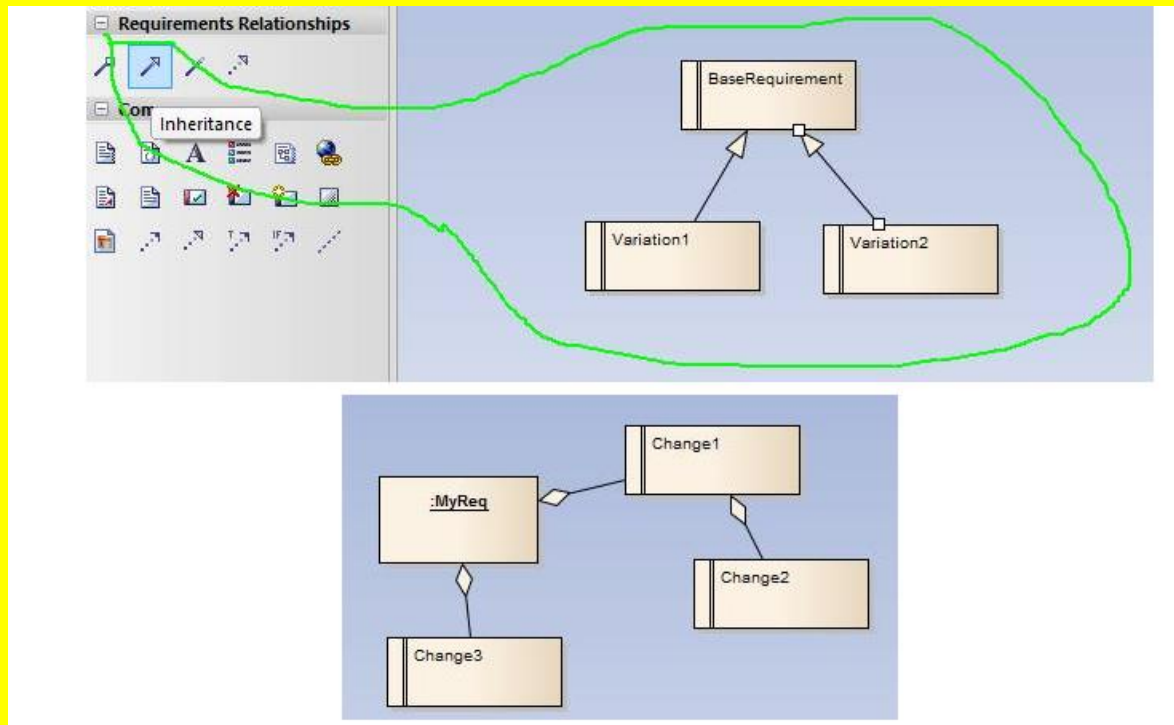 Requirements Relationships
Com
Inheritance
BaseRequirement
Variation1
Variation2
Change1
:MyReq
Change2
Change3